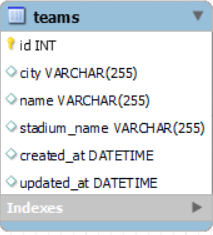 teams
id INT
city VARCHAR(255)
name VARCHAR(255)
stadium_name VARCHAR(255)
created_at DATETIME
updated_at DATETIME
Indexes